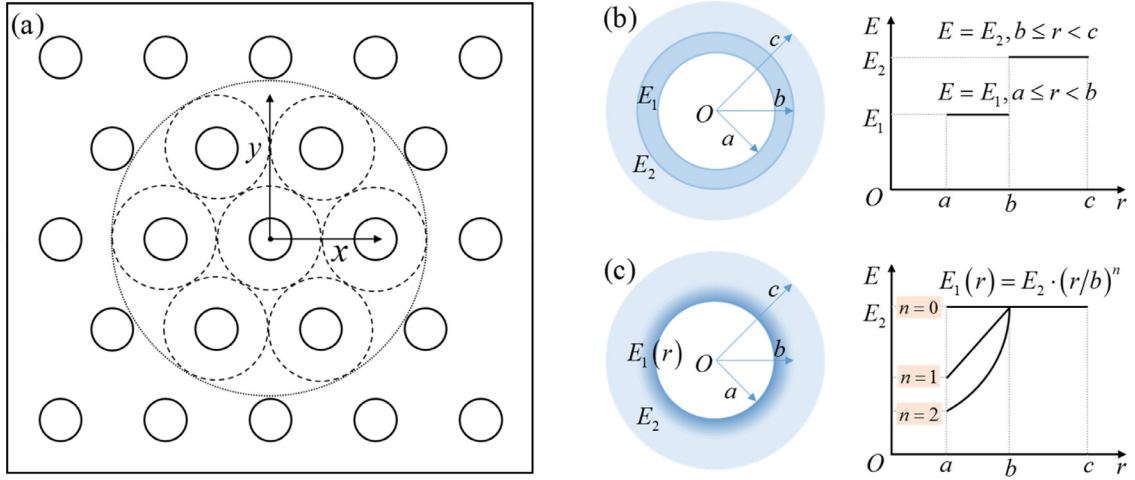 (a)
y
x
(b)
c
E₁
b
O
a
E₂
E
E = E₂, b ≤ r < c
E₂
E = E₁, a ≤ r < b
E₁
O
a
b
c
r
(c)
c
E₁(r)
b
O
a
E₂
E
E₁(r) = E₂ · (r/b)ⁿ
n = 0
E₂
n = 1
n = 2
O
a
b
c
r